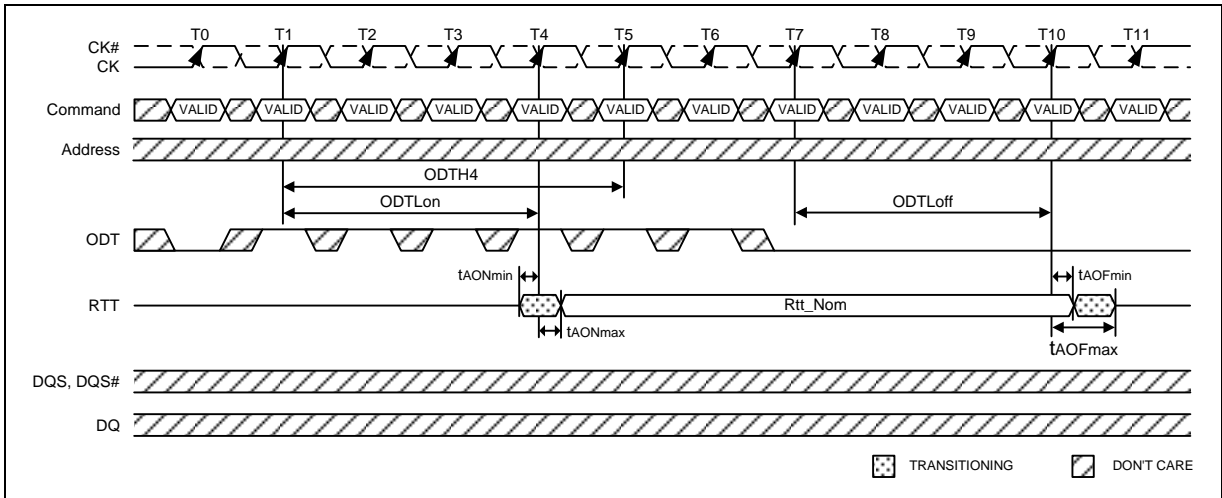 T0 T1 T2 T3 T4 T5 T6 T7 T8 T9 T10 T11
CK#
CK
Command VALID VALID VALID VALID VALID VALID VALID VALID VALID VALID VALID VALID
Address
ODTH4
ODTLon ODTLoff
ODT
tAONmin tAOFmin
RTT Rtt_Nom
tAONmax
tAOFmax
DQS, DQS#
DQ
TRANSITIONING DON'T CARE